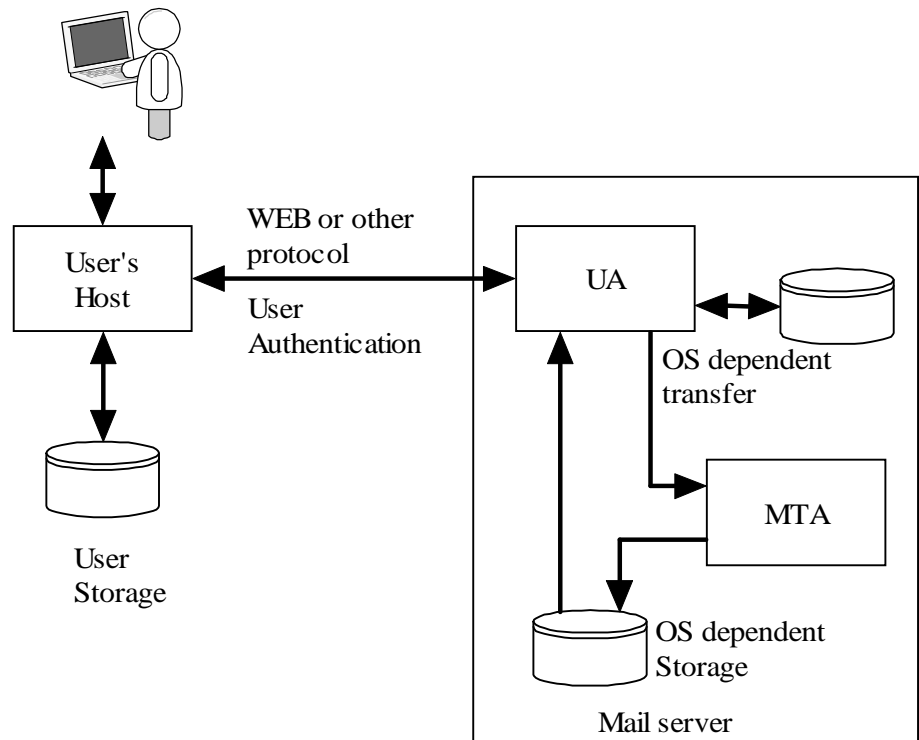 WEB or other
protocol
User's
Host
UA
User
Authentication
OS dependent
transfer
MTA
User
Storage
OS dependent
Storage
Mail server